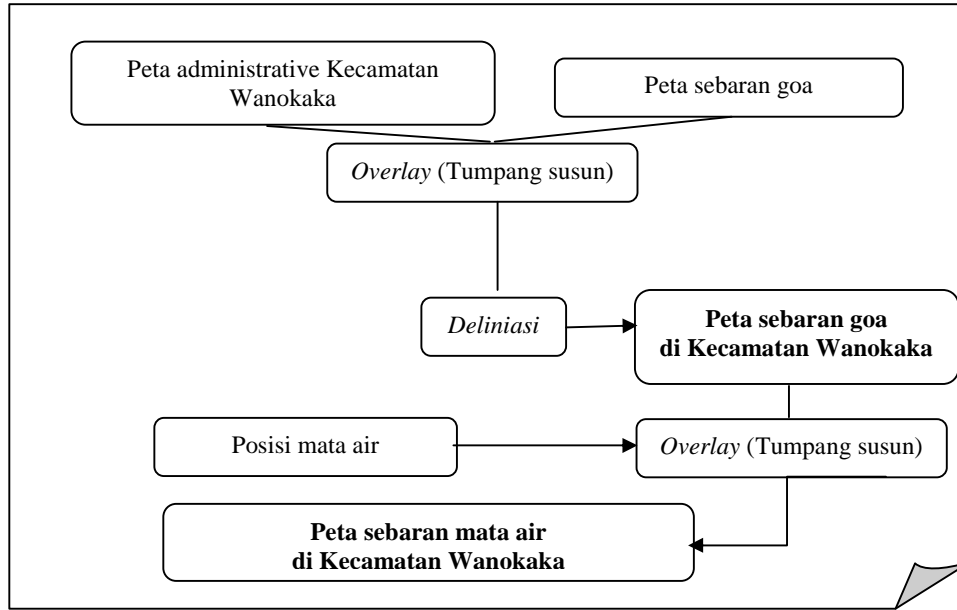 Peta administrative Kecamatan
Wanokaka
Peta sebaran goa
Overlay (Tumpang susun)
Deliniasi
Peta sebaran goa
di Kecamatan Wanokaka
Posisi mata air
Overlay (Tumpang susun)
Peta sebaran mata air
di Kecamatan Wanokaka